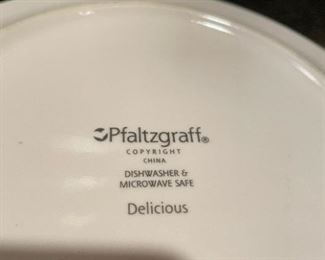 Pfaltzgraff®
COPYRIGHT
CHINA
DISHWASHER &
MICROWAVE SAFE
Delicious